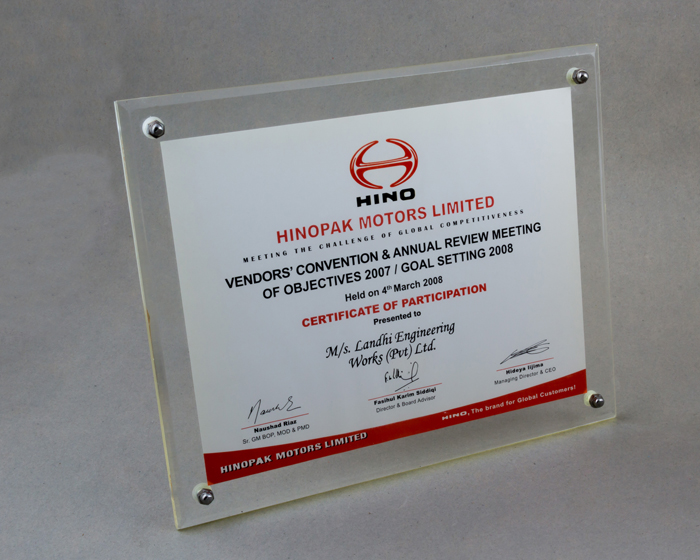 HINO
HINOPAK MOTORS LIMITED
MEETING THE CHALLENGE OF GLOBAL COMPETITIVENESS
VENDORS' CONVENTION & ANNUAL REVIEW MEETING
OF OBJECTIVES 2007 / GOAL SETTING 2008
Held on 4th March 2008
CERTIFICATE OF PARTICIPATION
Presented to
M/s. Landhi Engineering
Works (Pvt) Ltd.
Naushad Riaz
Sr. GM BOP, MOD & PMD
Fasihul Karim Siddiqi
Director & Board Advisor
Hideya Iijima
Managing Director & CEO
HINOPAK MOTORS LIMITED
HINO, The brand for Global Customers!